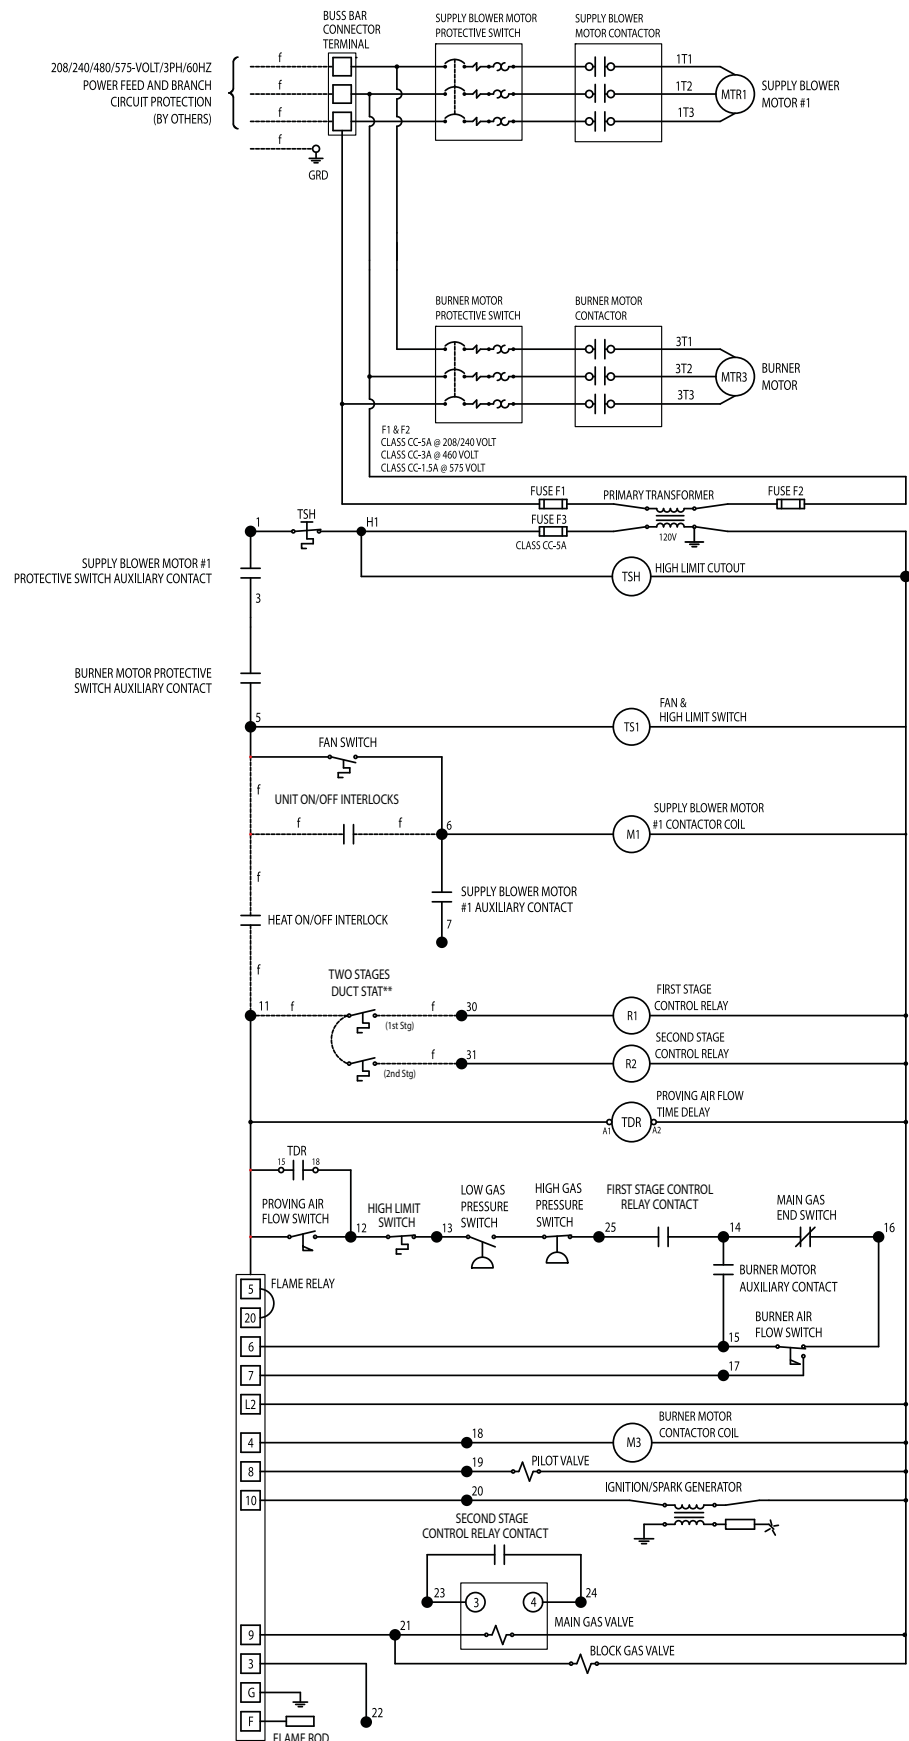 BUSS BAR
CONNECTOR
TERMINAL
SUPPLY BLOWER MOTOR
PROTECTIVE SWITCH
SUPPLY BLOWER
MOTOR CONTACTOR
208/240/480/575-VOLT/3PH/60HZ
POWER FEED AND BRANCH
CIRCUIT PROTECTION
(BY OTHERS)
f
f
f
f
GRD
1T1
1T2
1T3
MTR1
SUPPLY BLOWER
MOTOR #1
BURNER MOTOR
PROTECTIVE SWITCH
BURNER MOTOR
CONTACTOR
3T1
3T2
3T3
MTR3
BURNER
MOTOR
F1 & F2
CLASS CC-5A @ 208/240 VOLT
CLASS CC-3A @ 460 VOLT
CLASS CC-1.5A @ 575 VOLT
FUSE F1
PRIMARY TRANSFORMER
FUSE F2
1
TSH
H1
FUSE F3
CLASS CC-5A
120V
SUPPLY BLOWER MOTOR #1
PROTECTIVE SWITCH AUXILIARY CONTACT
TSH
HIGH LIMIT CUTOUT
3
BURNER MOTOR PROTECTIVE
SWITCH AUXILIARY CONTACT
5
TS1
FAN &
HIGH LIMIT SWITCH
FAN SWITCH
f
UNIT ON/OFF INTERLOCKS
f
f
6
M1
SUPPLY BLOWER MOTOR
#1 CONTACTOR COIL
f
SUPPLY BLOWER MOTOR
#1 AUXILIARY CONTACT
7
HEAT ON/OFF INTERLOCK
f
TWO STAGES
DUCT STAT**
11
f
(1st Stg)
f
30
R1
FIRST STAGE
CONTROL RELAY
(2nd Stg)
f
31
R2
SECOND STAGE
CONTROL RELAY
A1
TDR
A2
PROVING AIR FLOW
TIME DELAY
TDR
15
18
PROVING AIR
FLOW SWITCH
12
HIGH LIMIT
SWITCH
13
LOW GAS
PRESSURE
SWITCH
HIGH GAS
PRESSURE
SWITCH
25
FIRST STAGE CONTROL
RELAY CONTACT
14
MAIN GAS
END SWITCH
16
BURNER MOTOR
AUXILIARY CONTACT
5
FLAME RELAY
20
6
15
BURNER AIR
FLOW SWITCH
7
17
L2
4
18
M3
BURNER MOTOR
CONTACTOR COIL
8
19
PILOT VALVE
10
20
IGNITION/SPARK GENERATOR
SECOND STAGE
CONTROL RELAY CONTACT
23
3
4
24
MAIN GAS VALVE
9
21
BLOCK GAS VALVE
3
G
22
F
FLAME ROD